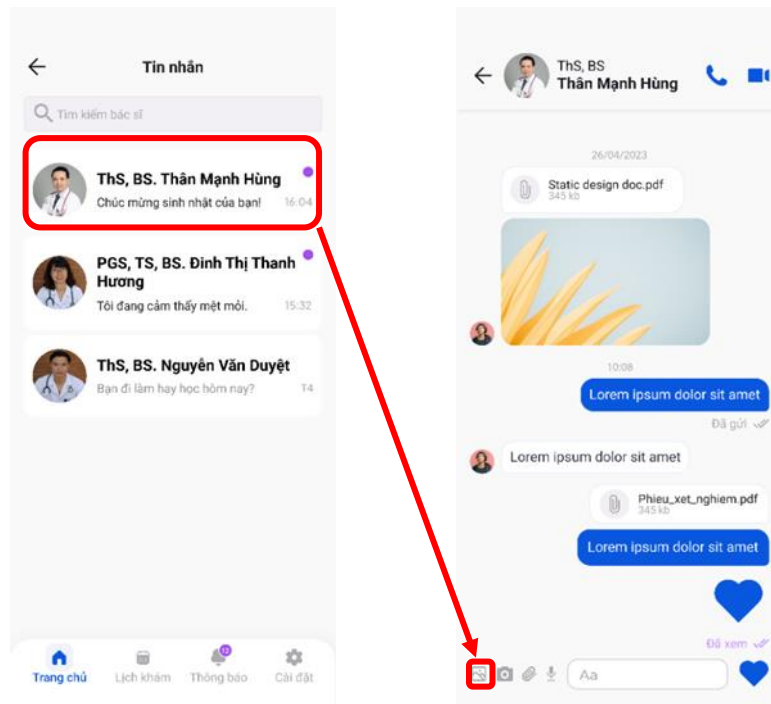 Tin nhắn
Tìm kiếm bác sĩ
ThS, BS. Thân Mạnh Hùng
Chúc mừng sinh nhật của bạn! 16:04
PGS, TS, BS. Đinh Thị Thanh
Hương
Tôi đang cảm thấy mệt mỏi. 15:32
ThS, BS. Nguyễn Văn Duyệt
Bạn đi làm hay học hôm nay? T4
12
Trang chủ Lịch khám Thông báo Cài đặt
ThS, BS
Thân Mạnh Hùng
26/04/2023
Static design doc.pdf
345 kb
10:08
Lorem ipsum dolor sit amet
Đã gửi
Lorem ipsum dolor sit amet
Phieu_xet_nghiem.pdf
345 kb
Lorem ipsum dolor sit amet
Đã xem
Aa